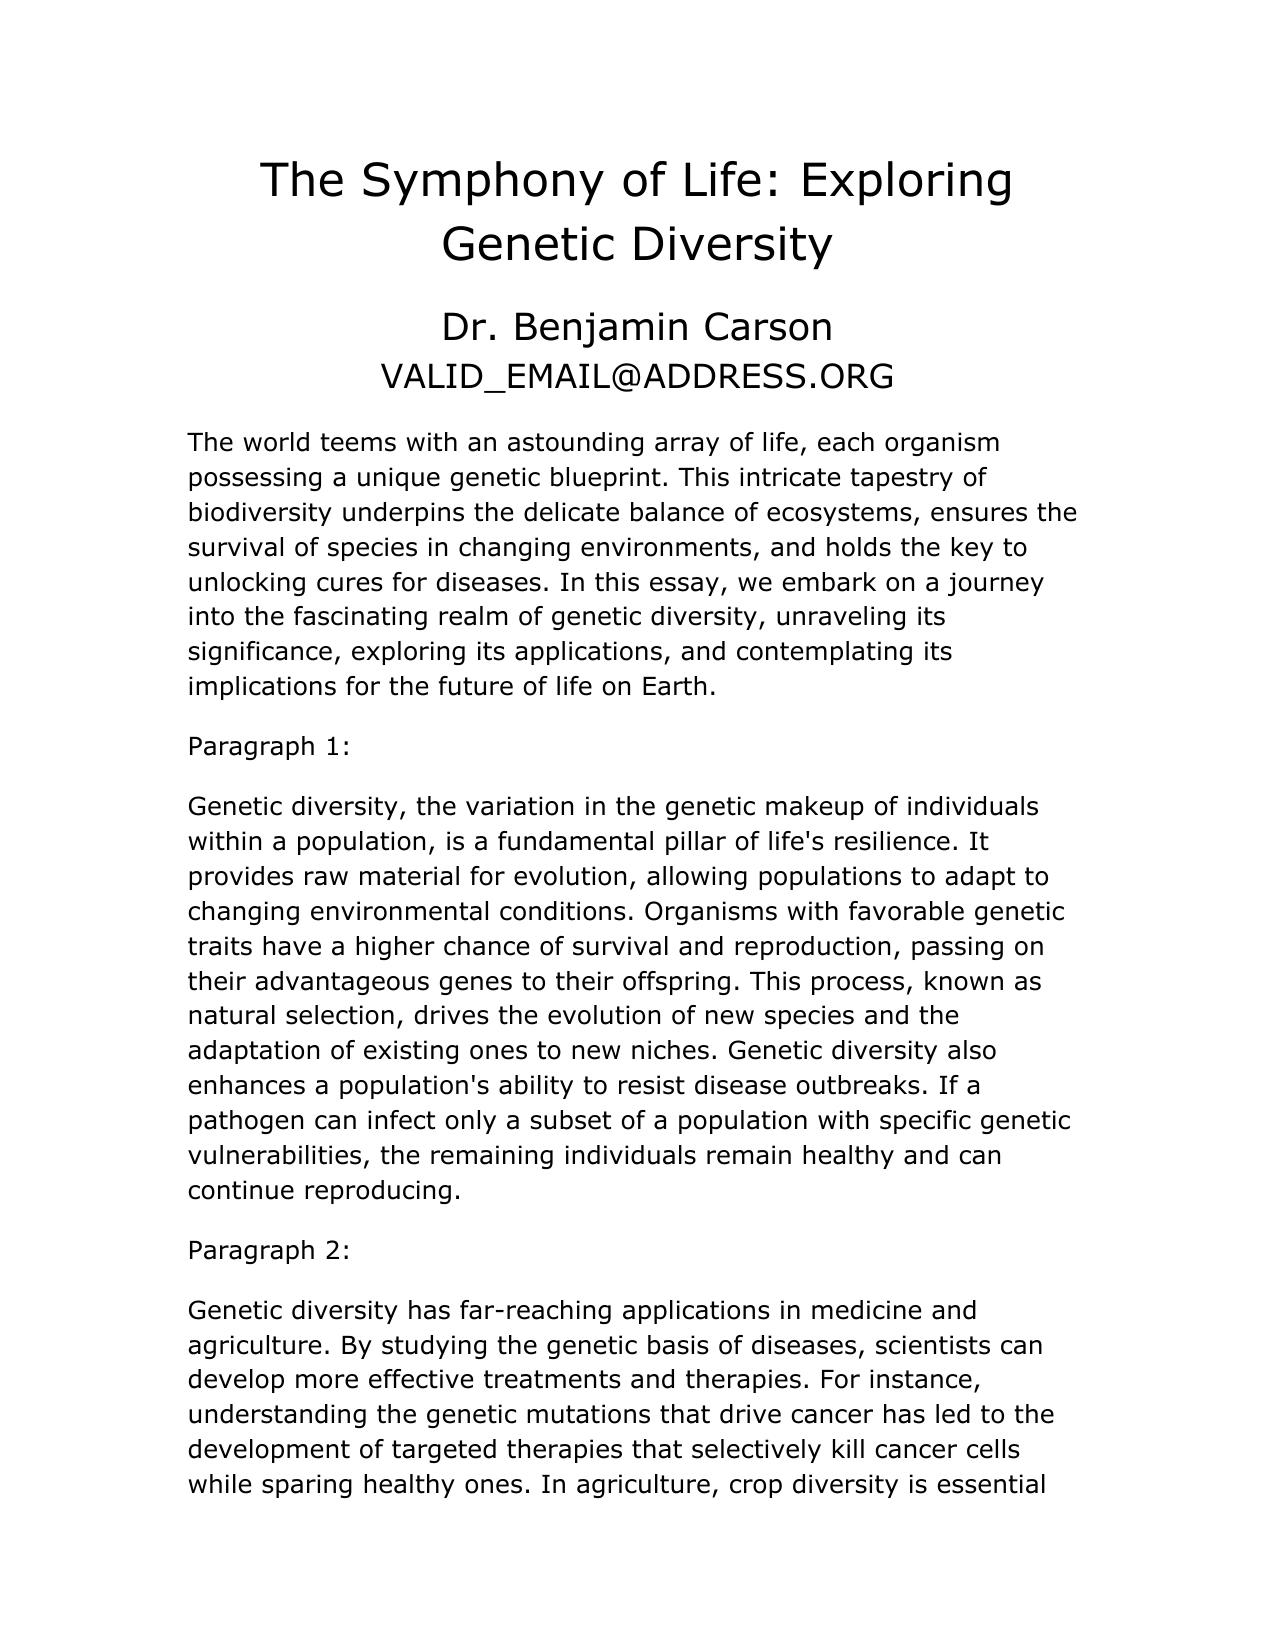 The Symphony of Life: Exploring
Genetic Diversity
Dr. Benjamin Carson
VALID_EMAIL@ADDRESS.ORG
The world teems with an astounding array of life, each organism
possessing a unique genetic blueprint. This intricate tapestry of
biodiversity underpins the delicate balance of ecosystems, ensures the
survival of species in changing environments, and holds the key to
unlocking cures for diseases. In this essay, we embark on a journey
into the fascinating realm of genetic diversity, unraveling its
significance, exploring its applications, and contemplating its
implications for the future of life on Earth.
Paragraph 1:
Genetic diversity, the variation in the genetic makeup of individuals
within a population, is a fundamental pillar of life's resilience. It
provides raw material for evolution, allowing populations to adapt to
changing environmental conditions. Organisms with favorable genetic
traits have a higher chance of survival and reproduction, passing on
their advantageous genes to their offspring. This process, known as
natural selection, drives the evolution of new species and the
adaptation of existing ones to new niches. Genetic diversity also
enhances a population's ability to resist disease outbreaks. If a
pathogen can infect only a subset of a population with specific genetic
vulnerabilities, the remaining individuals remain healthy and can
continue reproducing.
Paragraph 2:
Genetic diversity has far-reaching applications in medicine and
agriculture. By studying the genetic basis of diseases, scientists can
develop more effective treatments and therapies. For instance,
understanding the genetic mutations that drive cancer has led to the
development of targeted therapies that selectively kill cancer cells
while sparing healthy ones. In agriculture, crop diversity is essential